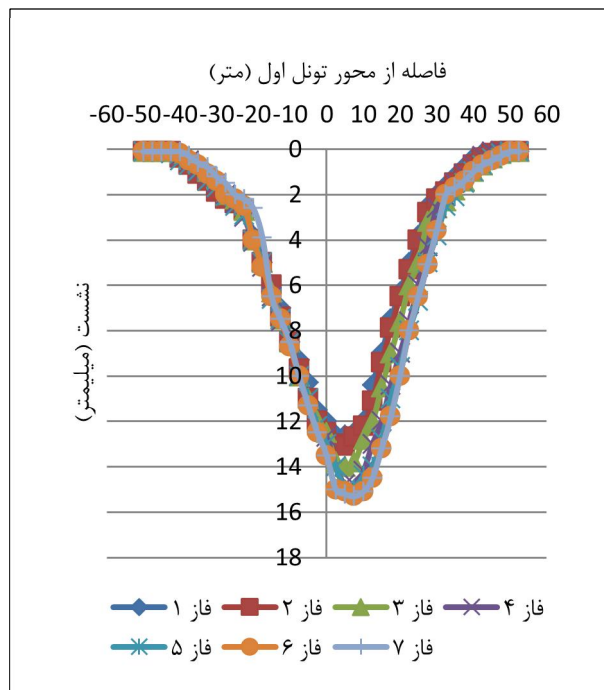 فاصله از محور تونل اول (متر)
-60 -50 -40 -30 -20 -10 0 10 20 30 40 50 60
0
2
4
6
8
10
12
14
16
18
نشست (میلیمتر)
فاز ۱ فاز ۲ فاز ۳ فاز ۴
فاز ۵ فاز ۶ فاز ۷